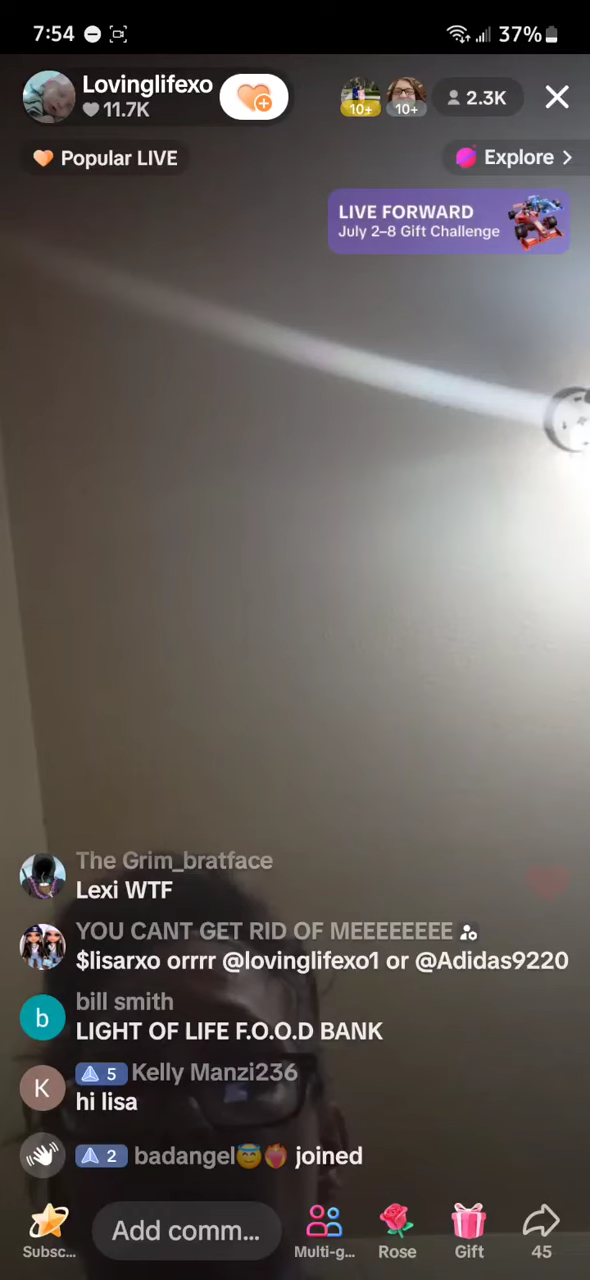 7:54
37%
Lovinglifexo
11.7K
10+
10+
2.3K
Popular LIVE
Explore >
LIVE FORWARD
July 2–8 Gift Challenge
The Grim_bratface
Lexi WTF
YOU CANT GET RID OF MEEEEEEEE
$lisarxo orrrr @lovinglifexo1 or @Adidas9220
b
bill smith
LIGHT OF LIFE F.O.O.D BANK
K
5 Kelly Manzi236
hi lisa
2 badangel😇❤️‍🔥 joined
Add comm...
Subsc...
Multi-g...
Rose
Gift
45